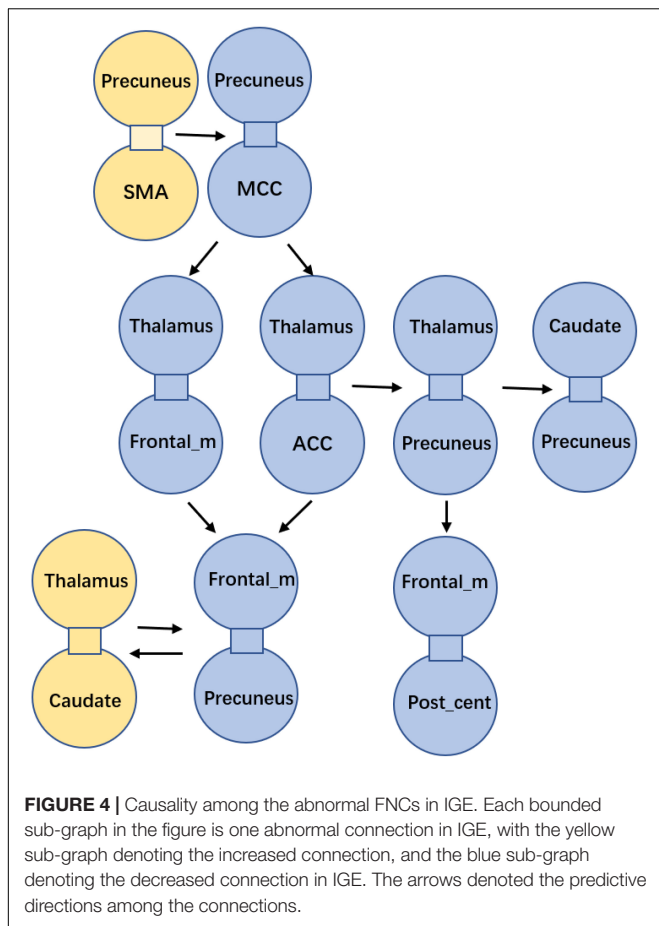 Precuneus
Precuneus
SMA
MCC
Thalamus
Thalamus
Thalamus
Caudate
Frontal_m
ACC
Precuneus
Precuneus
Thalamus
Frontal_m
Frontal_m
Caudate
Precuneus
Post_cent
FIGURE 4 | Causality among the abnormal FNCs in IGE. Each bounded
sub-graph in the figure is one abnormal connection in IGE, with the yellow
sub-graph denoting the increased connection, and the blue sub-graph
denoting the decreased connection in IGE. The arrows denoted the predictive
directions among the connections.